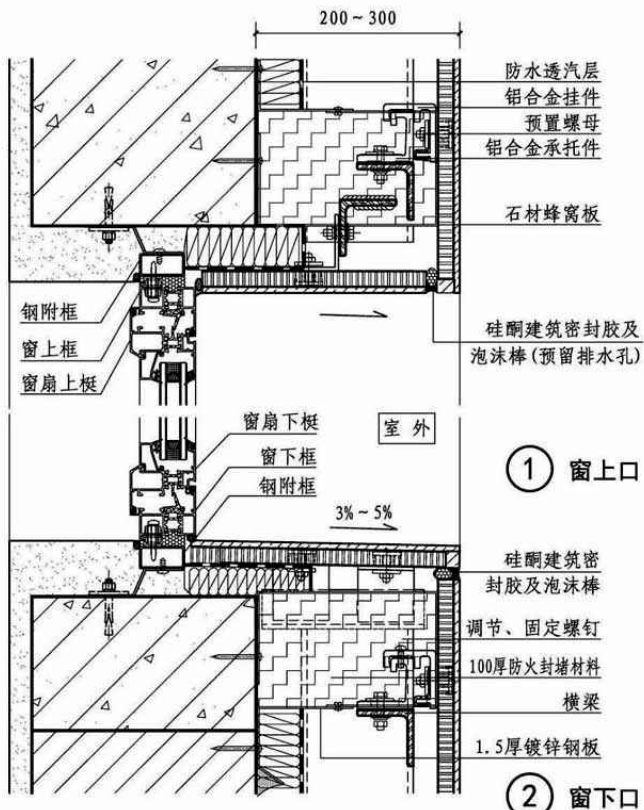 200～300
防水透汽层
铝合金挂件
预置螺母
铝合金承托件
石材蜂窝板
钢附框
窗上框
窗扇上梃
硅酮建筑密封胶及
泡沫棒(预留排水孔)
窗扇下梃
窗下框
钢附框
室外
① 窗上口
3%～5%
硅酮建筑密
封胶及泡沫棒
调节、固定螺钉
100厚防火封堵材料
横梁
1.5厚镀锌钢板
② 窗下口